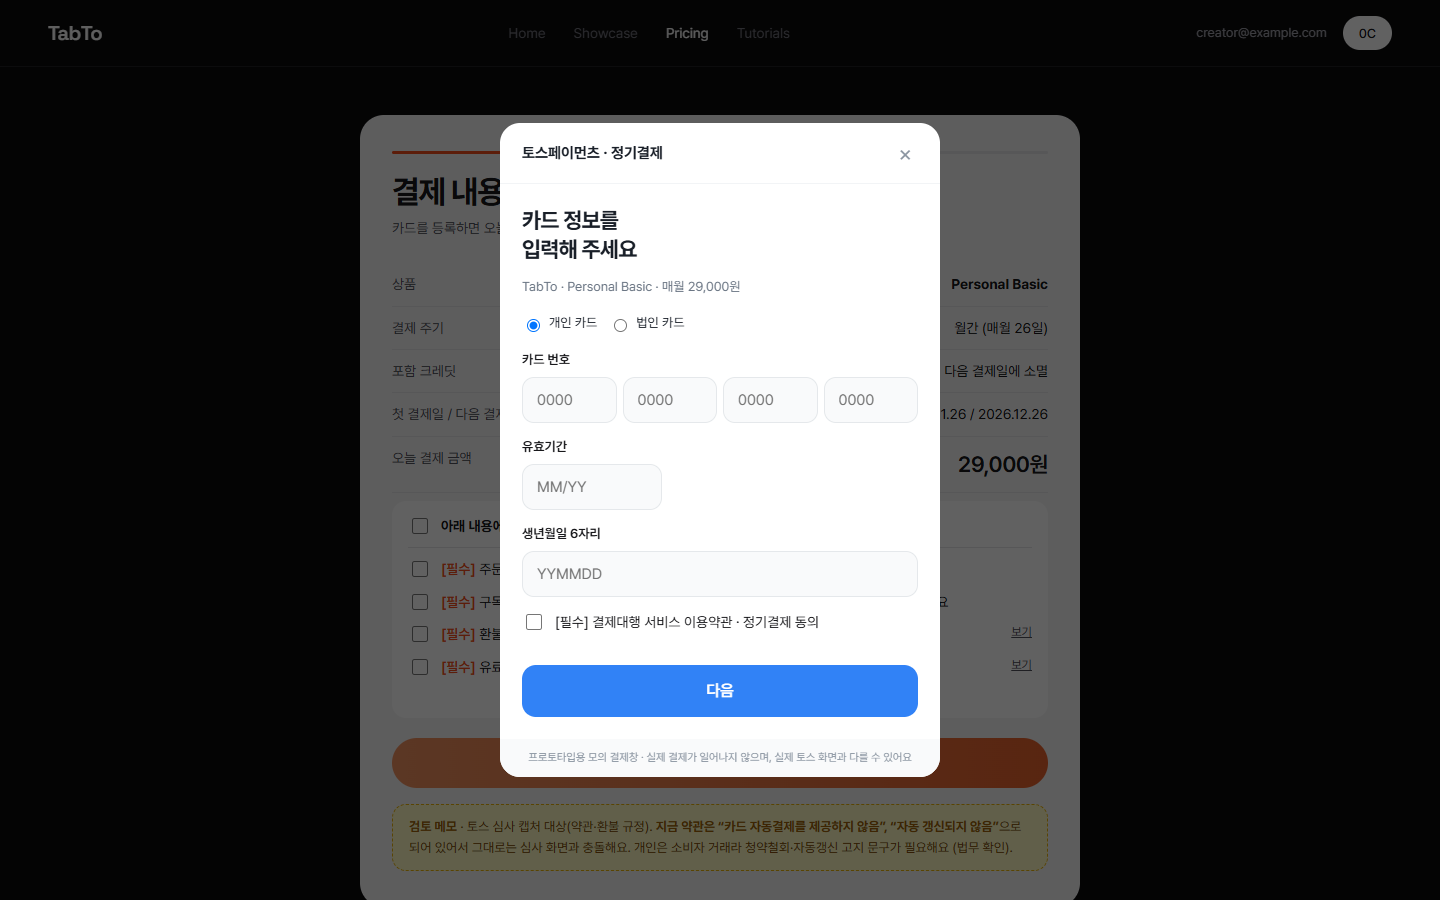 TabTo
Home Showcase Pricing Tutorials
creator@example.com 0C
토스페이먼츠 · 정기결제 ×
카드 정보를
입력해 주세요
TabTo · Personal Basic · 매월 29,000원
개인 카드 법인 카드
카드 번호
0000 0000 0000 0000
유효기간
MM/YY
생년월일 6자리
YYMMDD
[필수] 결제대행 서비스 이용약관 · 정기결제 동의
다음
프로토타입용 모의 결제창 · 실제 결제가 일어나지 않으며, 실제 토스 화면과 다를 수 있어요
결제 내용
카드를 등록하면
상품 Personal Basic
결제 주기 월간 (매월 26일)
포함 크레딧 다음 결제일에 소멸
첫 결제일 / 다음 1.26 / 2026.12.26
오늘 결제 금액 29,000원
아래
[필수]
[필수] 요
[필수] 보기
[필수] 보기
검토 메모 · 토스 심사 캡처 대상(약관·환불 규정). 지금 약관은 “카드 자동결제를 제공하지 않음”, “자동 갱신되지 않음”으로
되어 있어서 그대로는 심사 화면과 충돌해요. 개인은 소비자 거래라 청약철회·자동갱신 고지 문구가 필요해요 (법무 확인).